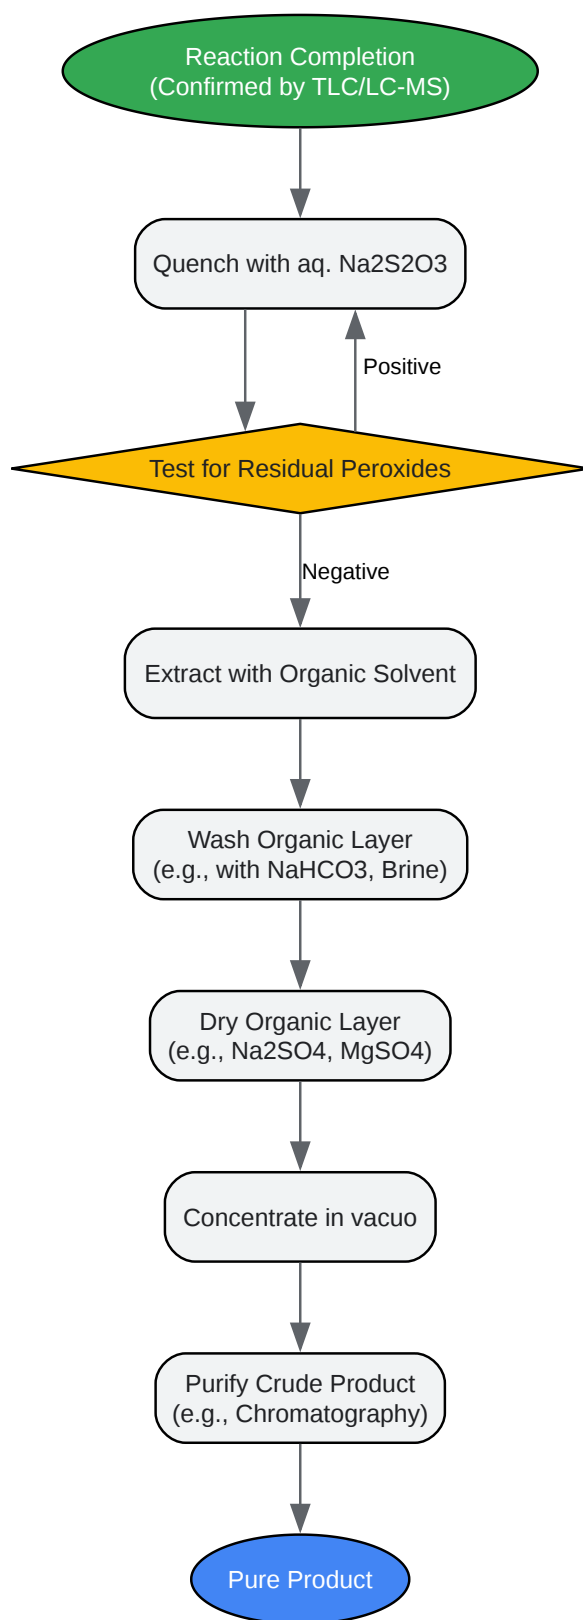 Reaction Completion
(Confirmed by TLC/LC-MS)
Quench with aq. Na2S2O3
Positive
Test for Residual Peroxides
Negative
Extract with Organic Solvent
Wash Organic Layer
(e.g., with NaHCO3, Brine)
Dry Organic Layer
(e.g., Na2SO4, MgSO4)
Concentrate in vacuo
Purify Crude Product
(e.g., Chromatography)
Pure Product